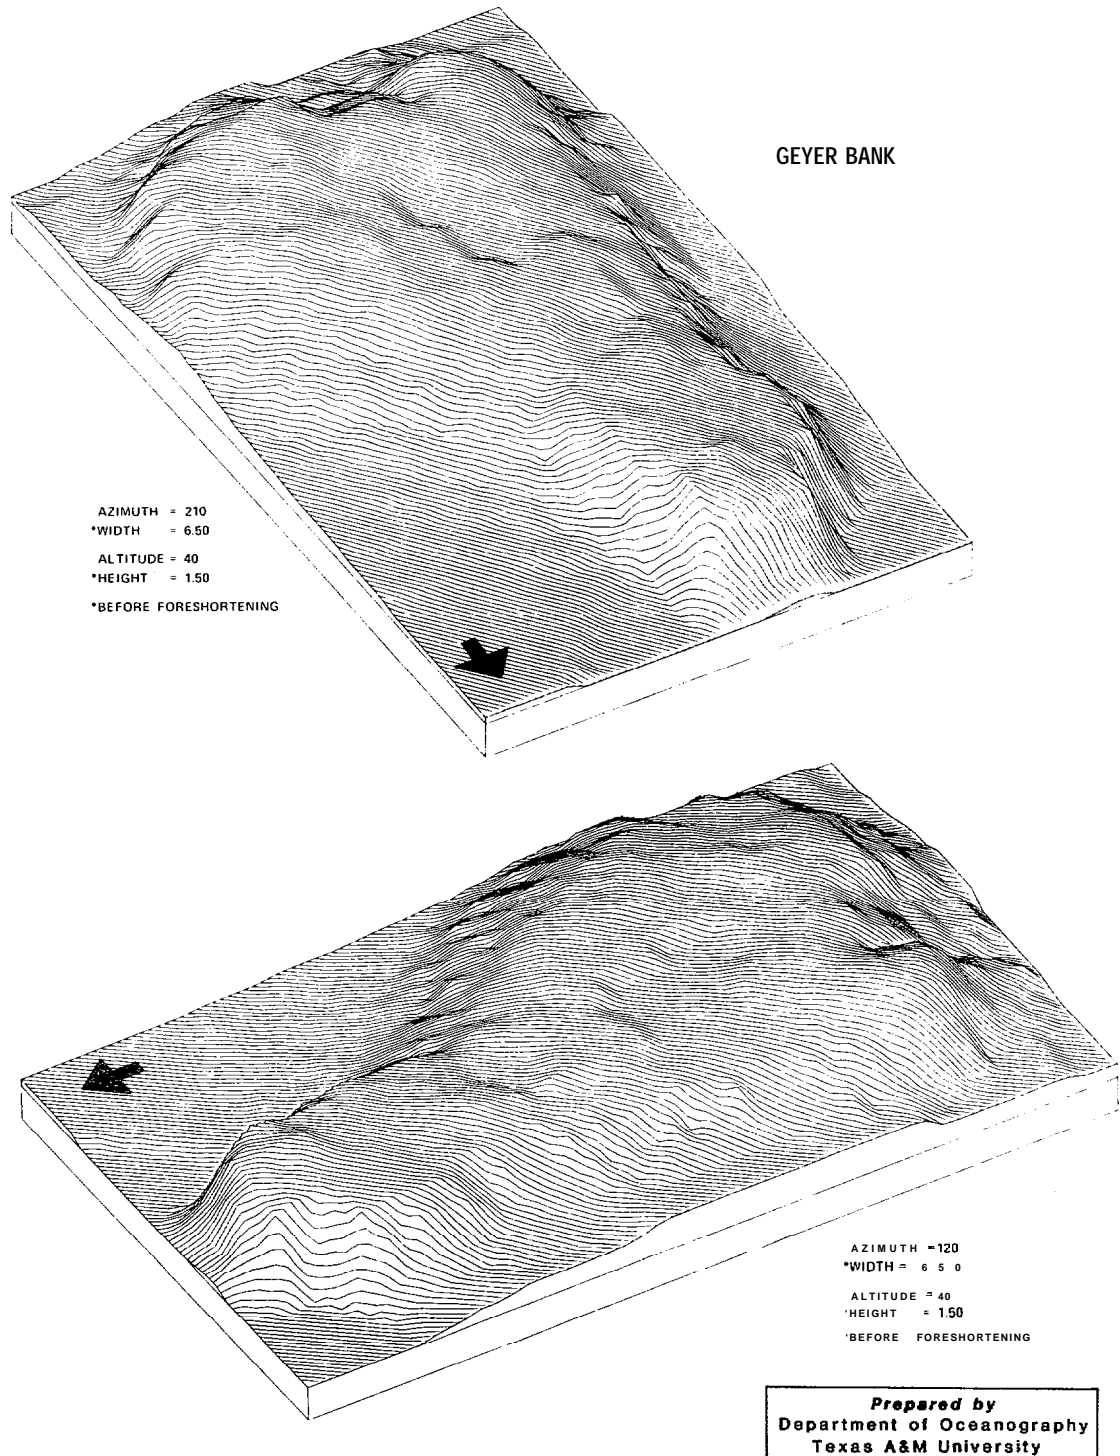 GEYER BANK
AZIMUTH = 210
*WIDTH = 6.50
ALTITUDE = 40
*HEIGHT = 1.50
*BEFORE FORESHORTENING
AZIMUTH =120
*WIDTH = 6 5 0
ALTITUDE = 40
'HEIGHT = 1.50
'BEFORE FORESHORTENING
Prepared by
Department of Oceanography
Texas A&M University